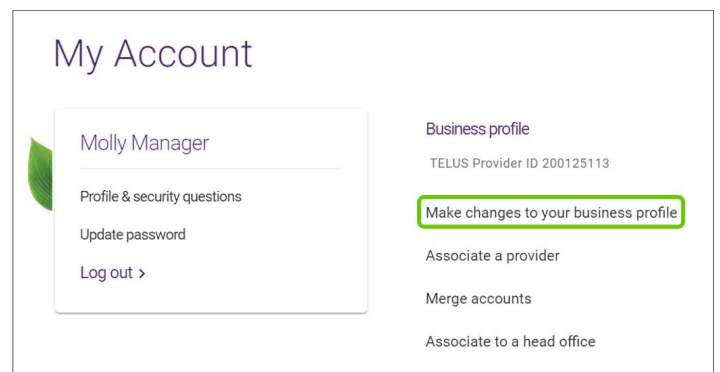 My Account
Molly Manager
Profile & security questions
Update password
Log out >
Business profile
TELUS Provider ID 200125113
Make changes to your business profile
Associate a provider
Merge accounts
Associate to a head office